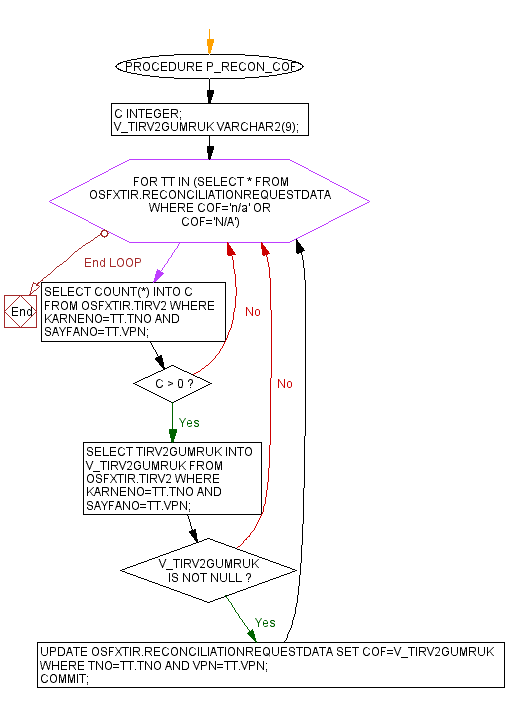 PROCEDURE P_RECON_COF
C INTEGER;
V_TIRV2GUMRUK VARCHAR2(9);
FOR TT IN (SELECT * FROM
OSFXTIR.RECONCILIATIONREQUESTDATA
WHERE COF='n/a' OR
COF='N/A')
End LOOP
End
SELECT COUNT(*) INTO C
FROM OSFXTIR.TIRV2 WHERE
KARNENO=TT.TNO AND
SAYFANO=TT.VPN;
No
C > 0 ?
No
Yes
SELECT TIRV2GUMRUK INTO
V_TIRV2GUMRUK FROM
OSFXTIR.TIRV2 WHERE
KARNENO=TT.TNO AND
SAYFANO=TT.VPN;
V_TIRV2GUMRUK
IS NOT NULL ?
Yes
UPDATE OSFXTIR.RECONCILIATIONREQUESTDATA SET COF=V_TIRV2GUMRUK
WHERE TNO=TT.TNO AND VPN=TT.VPN;
COMMIT;